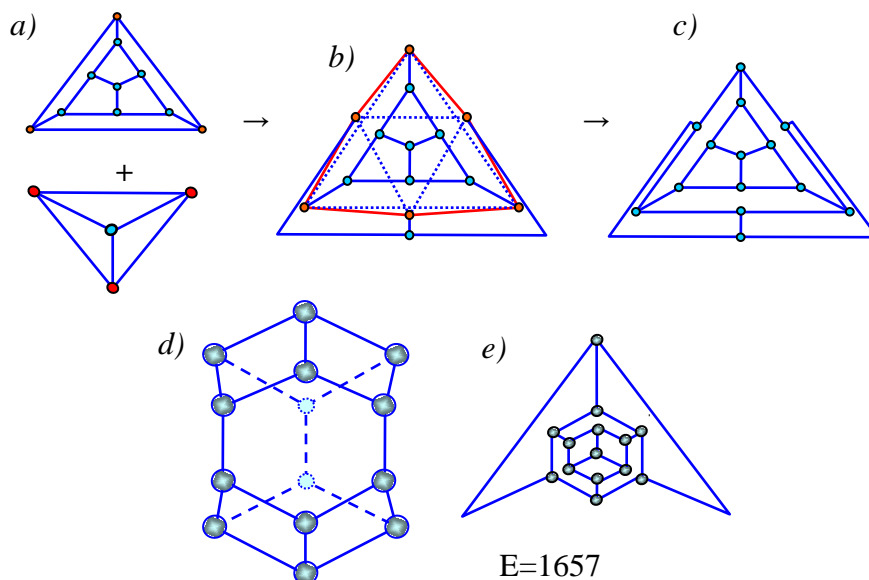 a)
b)
c)
→
→
+
d)
e)
E=1657